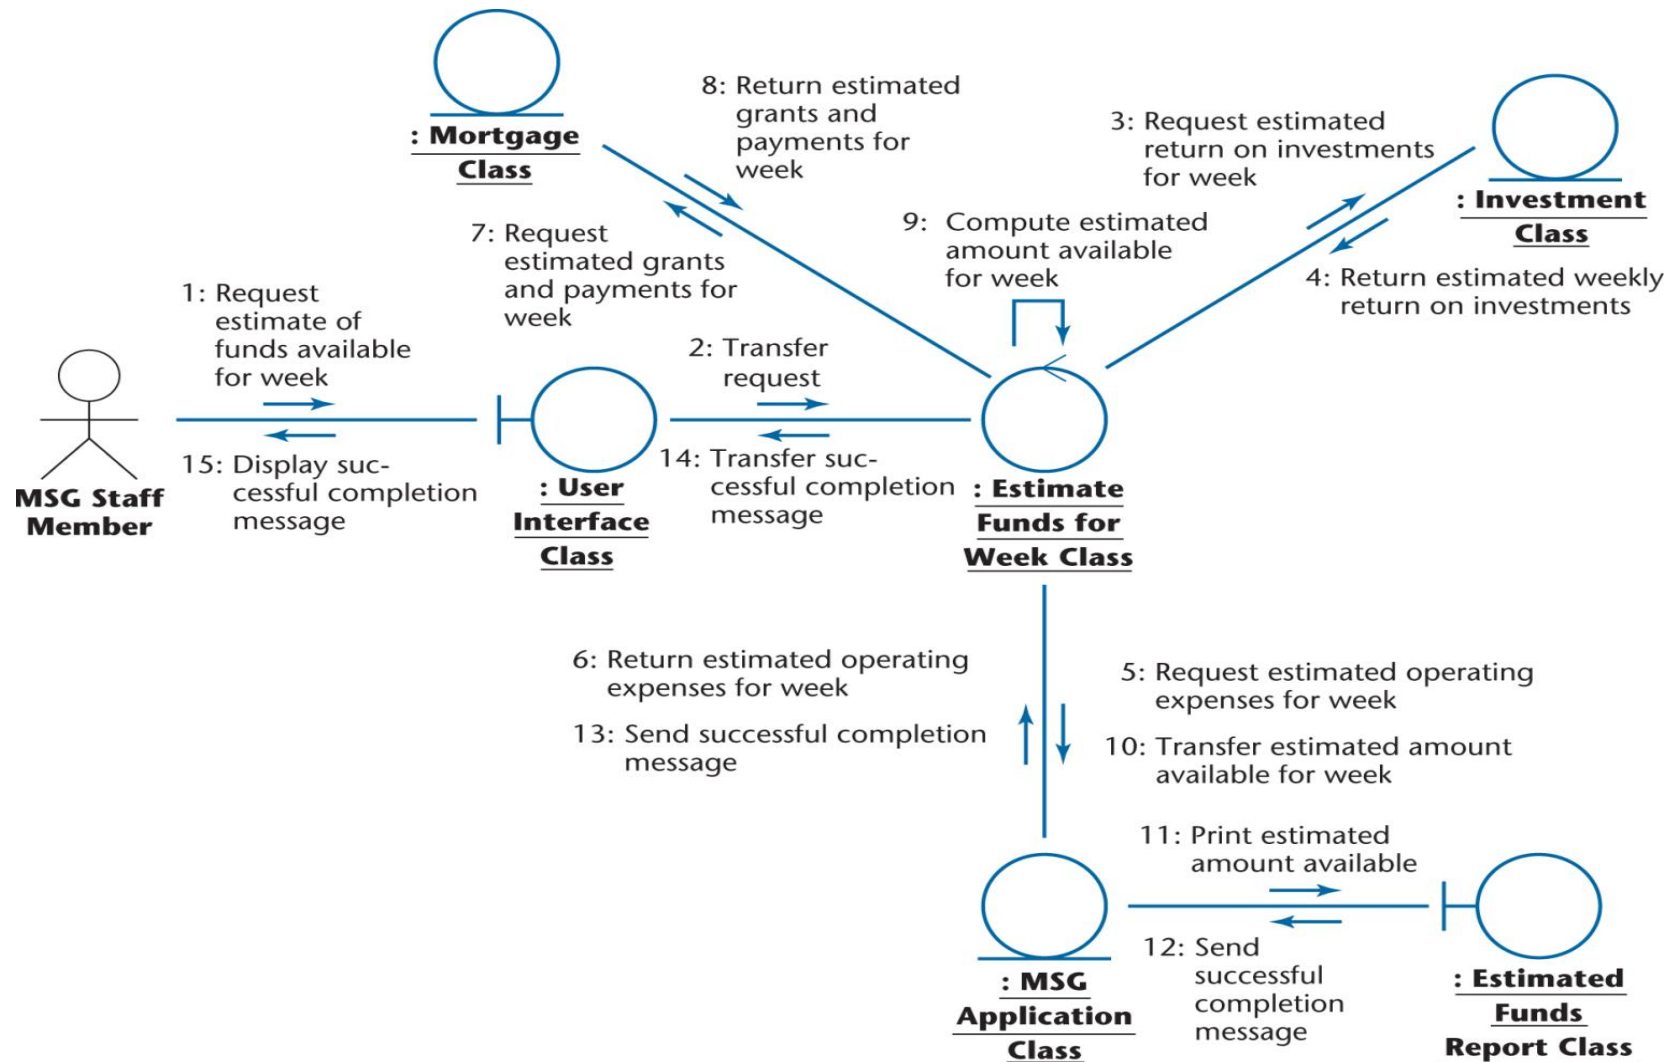 : Mortgage
Class
8: Return estimated
grants and
payments for
week
3: Request estimated
return on investments
for week
: Investment
Class
7: Request
estimated grants
and payments for
week
9: Compute estimated
amount available
for week
4: Return estimated weekly
return on investments
1: Request
estimate of
funds available
for week
2: Transfer
request
MSG Staff
Member
15: Display suc-
cessful completion
message
: User
Interface
Class
14: Transfer suc-
cessful completion
message
: Estimate
Funds for
Week Class
6: Return estimated operating
expenses for week
5: Request estimated operating
expenses for week
13: Send successful completion
message
10: Transfer estimated amount
available for week
11: Print estimated
amount available
12: Send
successful
completion
message
: MSG
Application
Class
: Estimated
Funds
Report Class